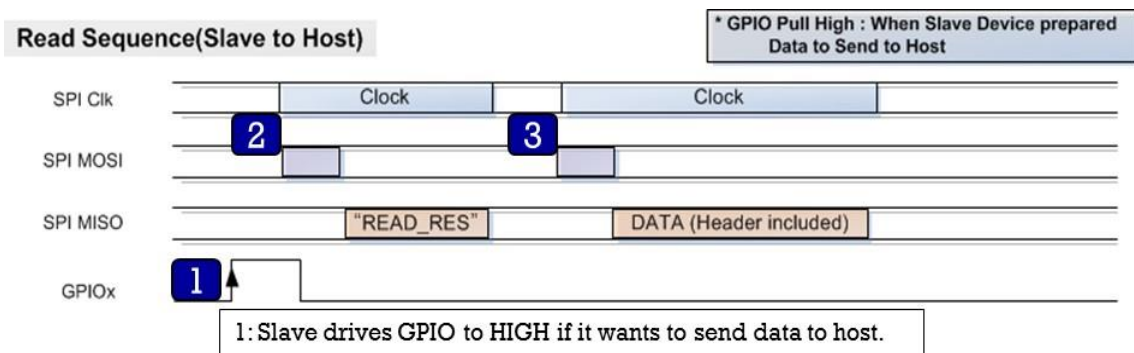 * GPIO Pull High : When Slave Device prepared
Data to Send to Host
Read Sequence(Slave to Host)
SPI Clk
Clock
Clock
2
3
SPI MOSI
SPI MISO
"READ_RES"
DATA (Header included)
1
GPIOx
1: Slave drives GPIO to HIGH if it wants to send data to host.